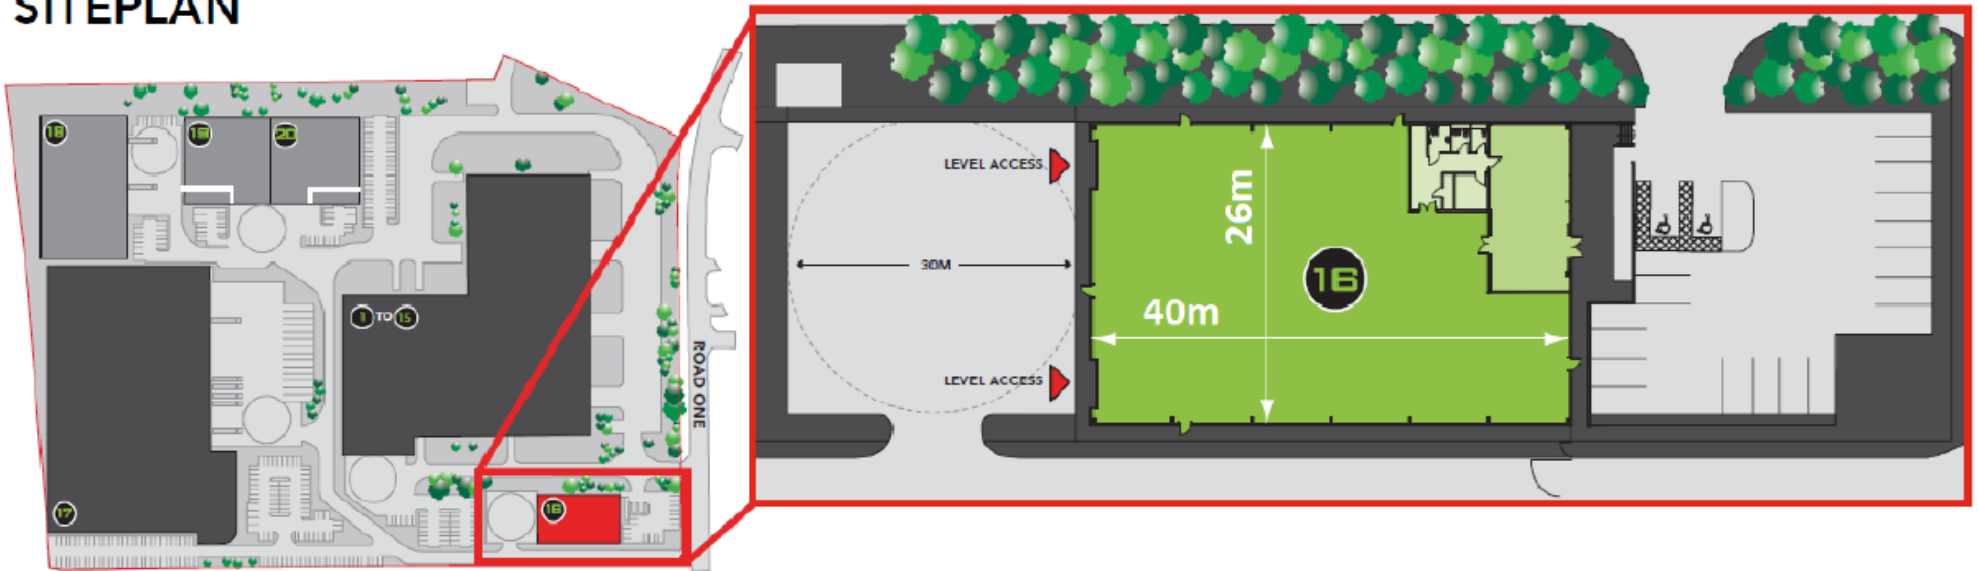 SITEPLAN
18
19
20
1 TO 15
ROAD ONE
17
16
LEVEL ACCESS
30M
26m
16
40m
LEVEL ACCESS